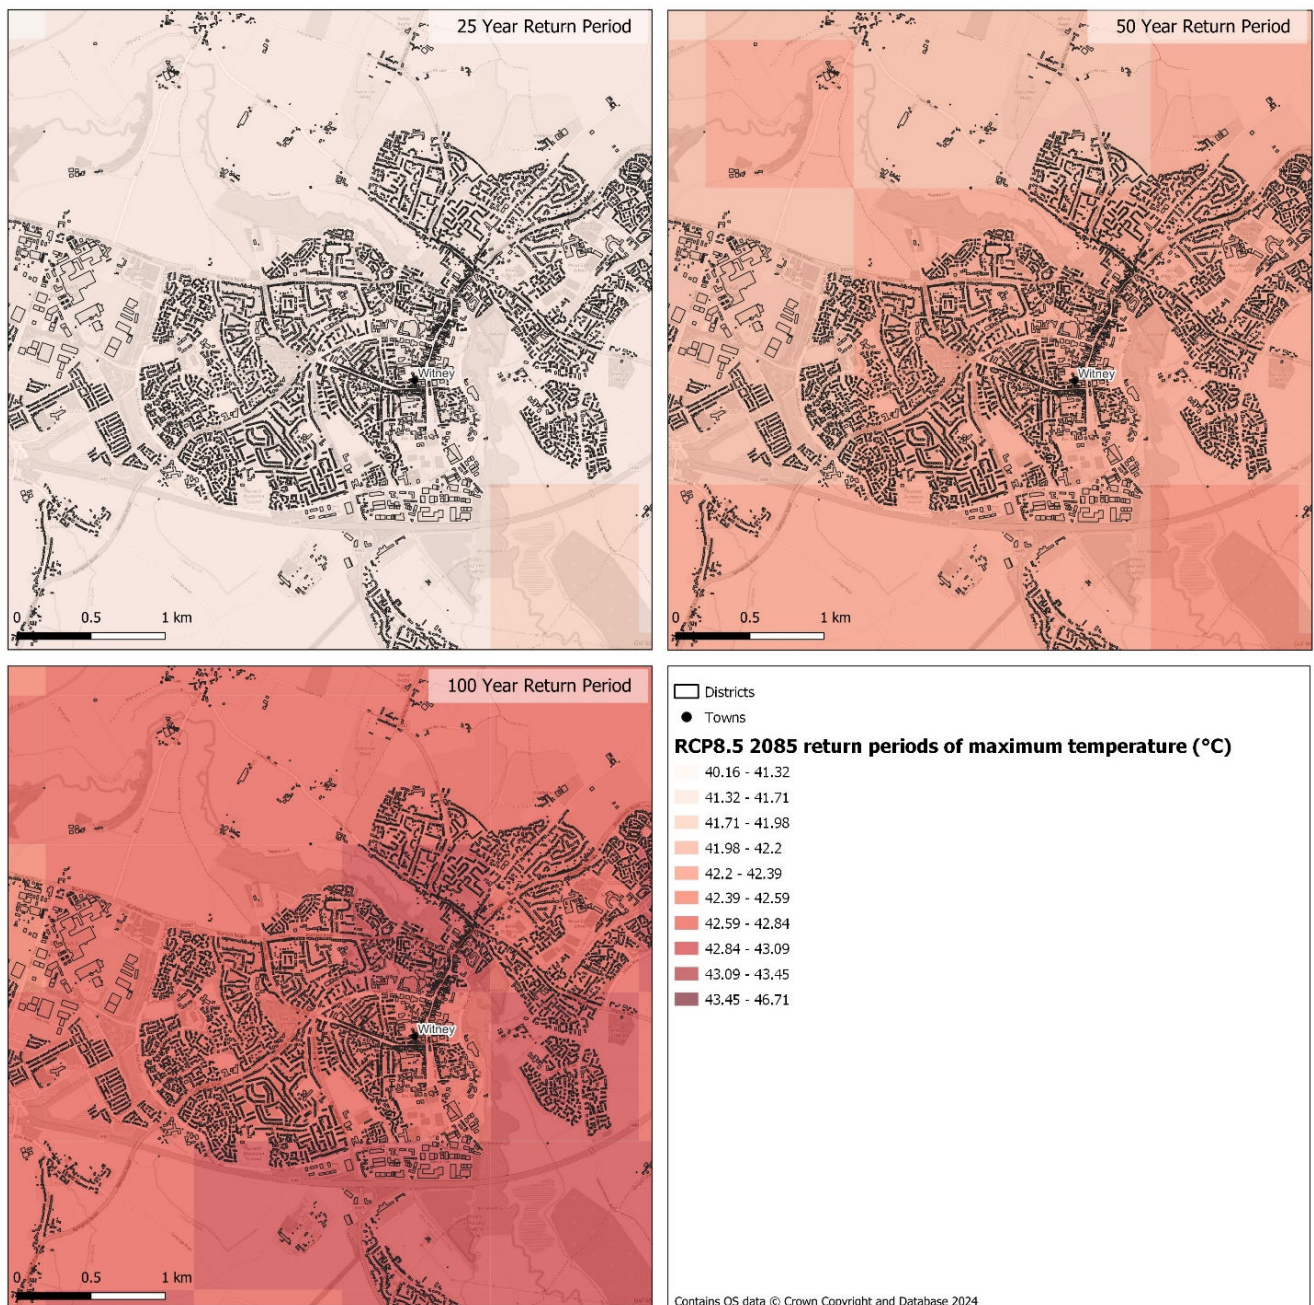 25 Year Return Period
50 Year Return Period
Witney
Witney
0 0.5 1 km
0 0.5 1 km
100 Year Return Period
Witney
0 0.5 1 km
Districts
Towns
RCP8.5 2085 return periods of maximum temperature (°C)
40.16 - 41.32
41.32 - 41.71
41.71 - 41.98
41.98 - 42.2
42.2 - 42.39
42.39 - 42.59
42.59 - 42.84
42.84 - 43.09
43.09 - 43.45
43.45 - 46.71
Contains OS data © Crown Copyright and Database 2024